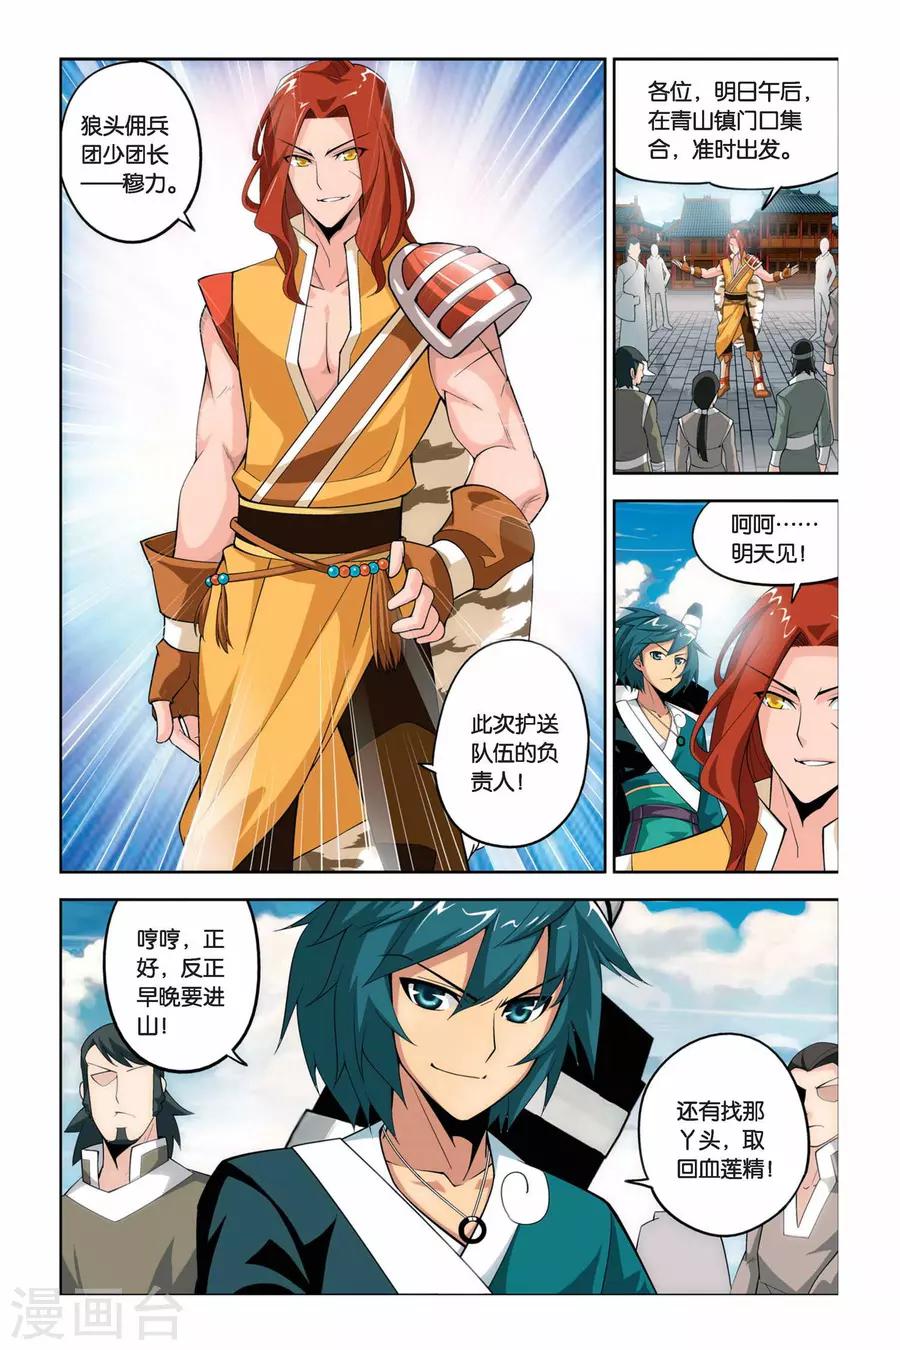 狼头佣兵
团少团长
——穆力。
此次护送
队伍的负
责人！
各位，明日午后，
在青山镇门口集
合，准时出发。
呵呵……
明天见！
哼哼，正
好，反正
早晚要进
山！
还有找那
丫头，取
回血莲精！
漫画台